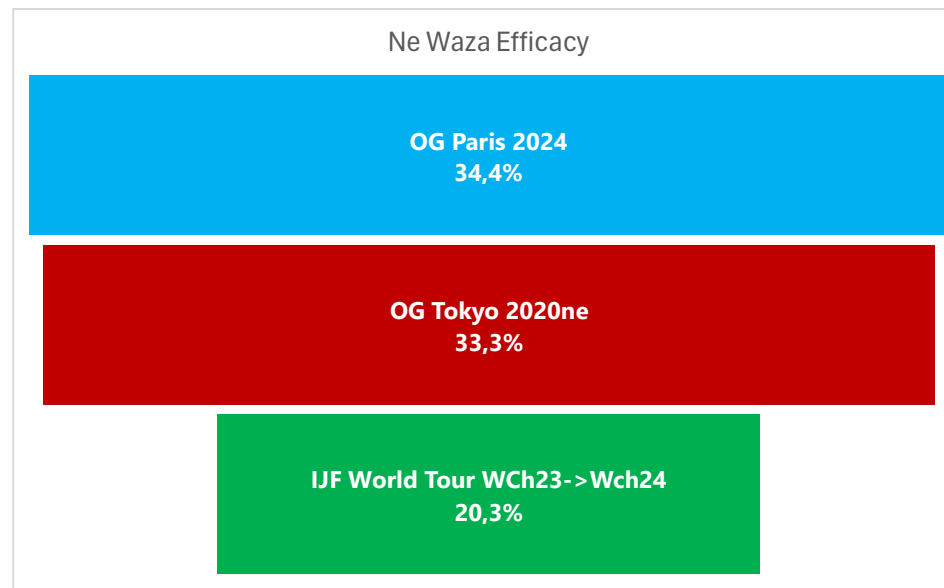 Ne Waza Efficacy
OG Paris 2024
34,4%
OG Tokyo 2020ne
33,3%
IJF World Tour WCh23->Wch24
20,3%